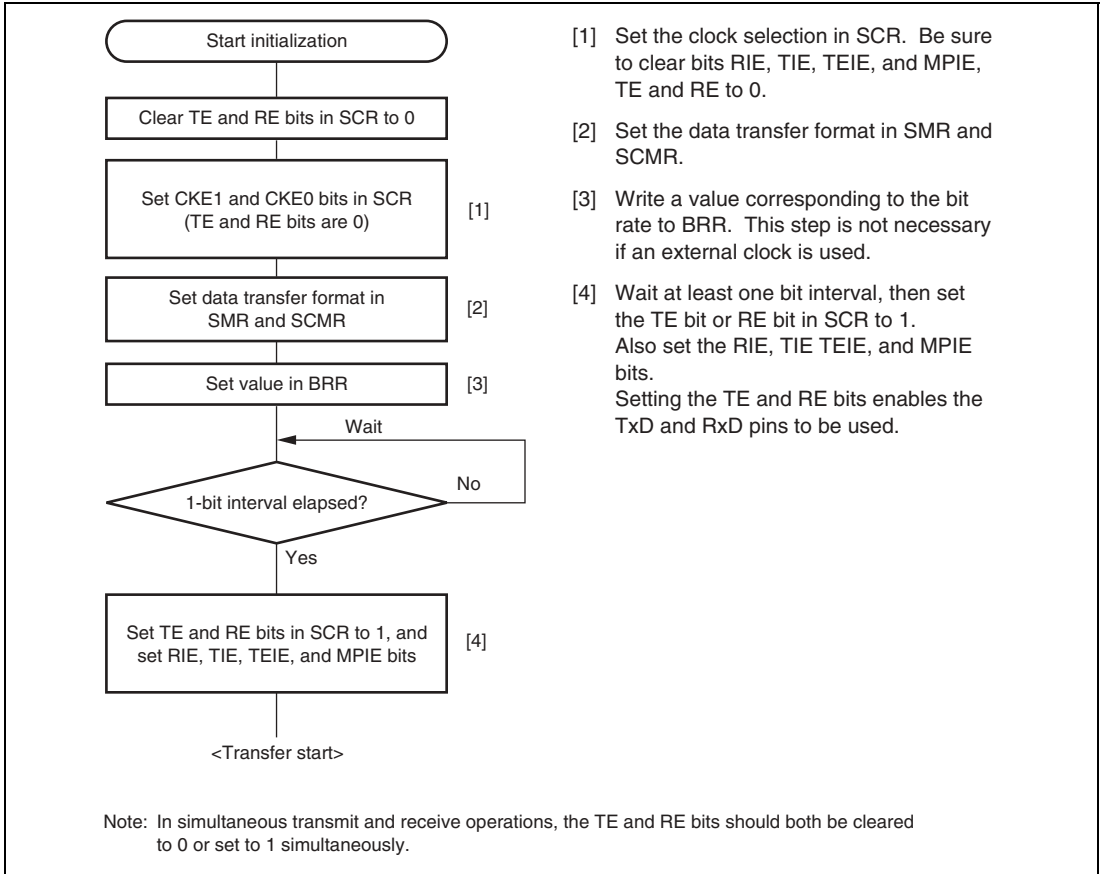 Start initialization
Clear TE and RE bits in SCR to 0
Set CKE1 and CKE0 bits in SCR
(TE and RE bits are 0)
[1]
Set data transfer format in
SMR and SCMR
[2]
Set value in BRR
[3]
Wait
No
1-bit interval elapsed?
Yes
Set TE and RE bits in SCR to 1, and
set RIE, TIE, TEIE, and MPIE bits
[4]
<Transfer start>
[1] Set the clock selection in SCR. Be sure
to clear bits RIE, TIE, TEIE, and MPIE,
TE and RE to 0.
[2] Set the data transfer format in SMR and
SCMR.
[3] Write a value corresponding to the bit
rate to BRR. This step is not necessary
if an external clock is used.
[4] Wait at least one bit interval, then set
the TE bit or RE bit in SCR to 1.
Also set the RIE, TIE TEIE, and MPIE
bits.
Setting the TE and RE bits enables the
TxD and RxD pins to be used.
Note: In simultaneous transmit and receive operations, the TE and RE bits should both be cleared
to 0 or set to 1 simultaneously.